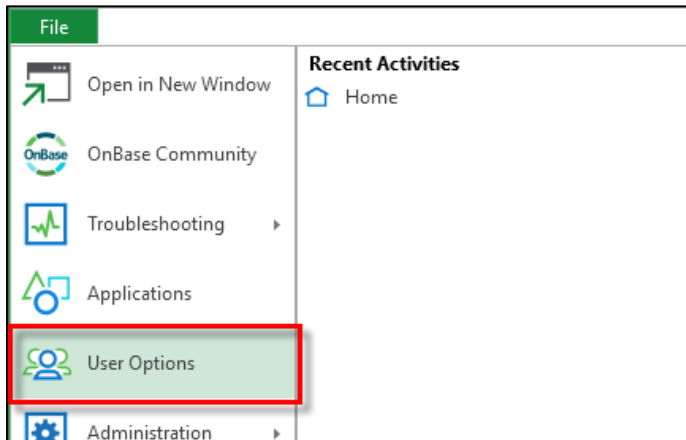 File
Open in New Window
OnBase
OnBase Community
Troubleshooting
Applications
User Options
Administration
Recent Activities
Home